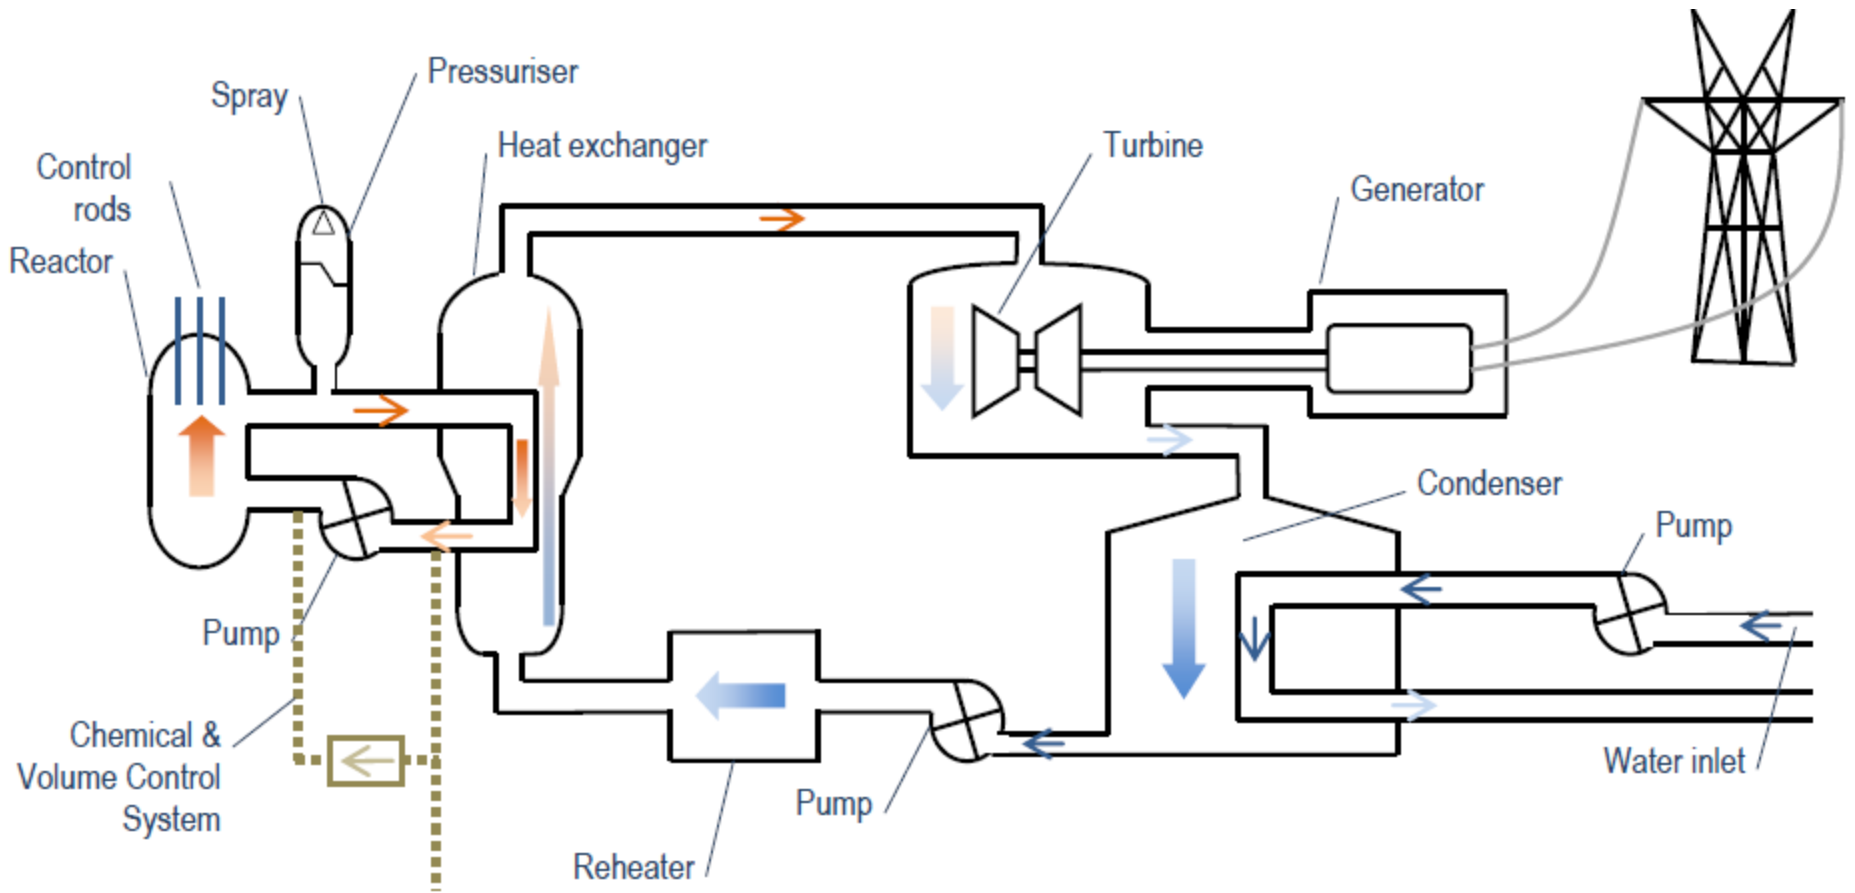 Pressuriser
Spray
Heat exchanger
Turbine
Control
rods
Generator
Reactor
Condenser
Pump
Pump
Chemical &
Volume Control
System
Water inlet
Pump
Reheater